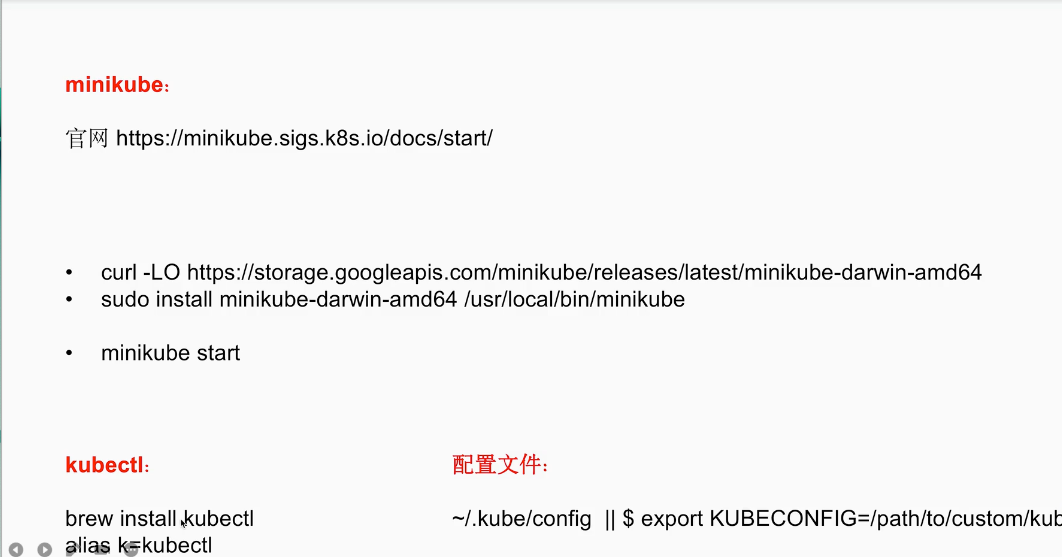 minikube：
官网 https://minikube.sigs.k8s.io/docs/start/
• curl -LO https://storage.googleapis.com/minikube/releases/latest/minikube-darwin-amd64
• sudo install minikube-darwin-amd64 /usr/local/bin/minikube
• minikube start
kubectl：
brew install kubectl
alias k=kubectl
配置文件：
~/.kube/config || $ export KUBECONFIG=/path/to/custom/kub